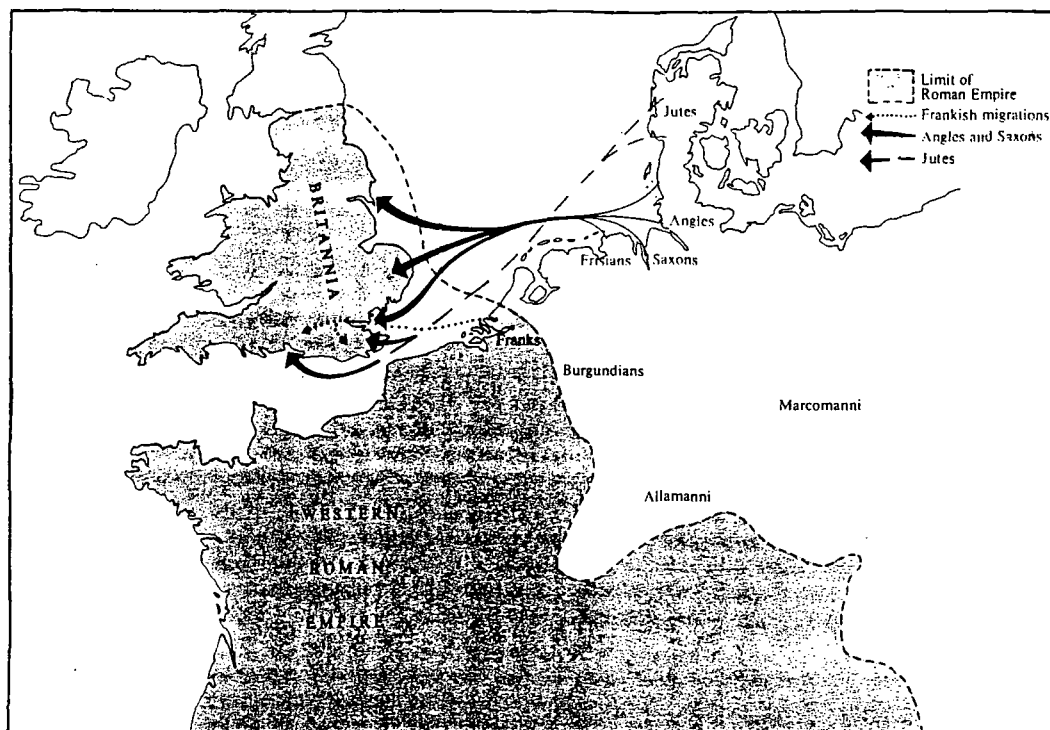 Limit of
Roman Empire
Frankish migrations
Angles and Saxons
Jutes
Jutes
BRITANNIA
Angles
Frisians
Saxons
Franks
Burgundians
Marcomanni
Allamanni
WESTERN
ROMAN
EMPIRE